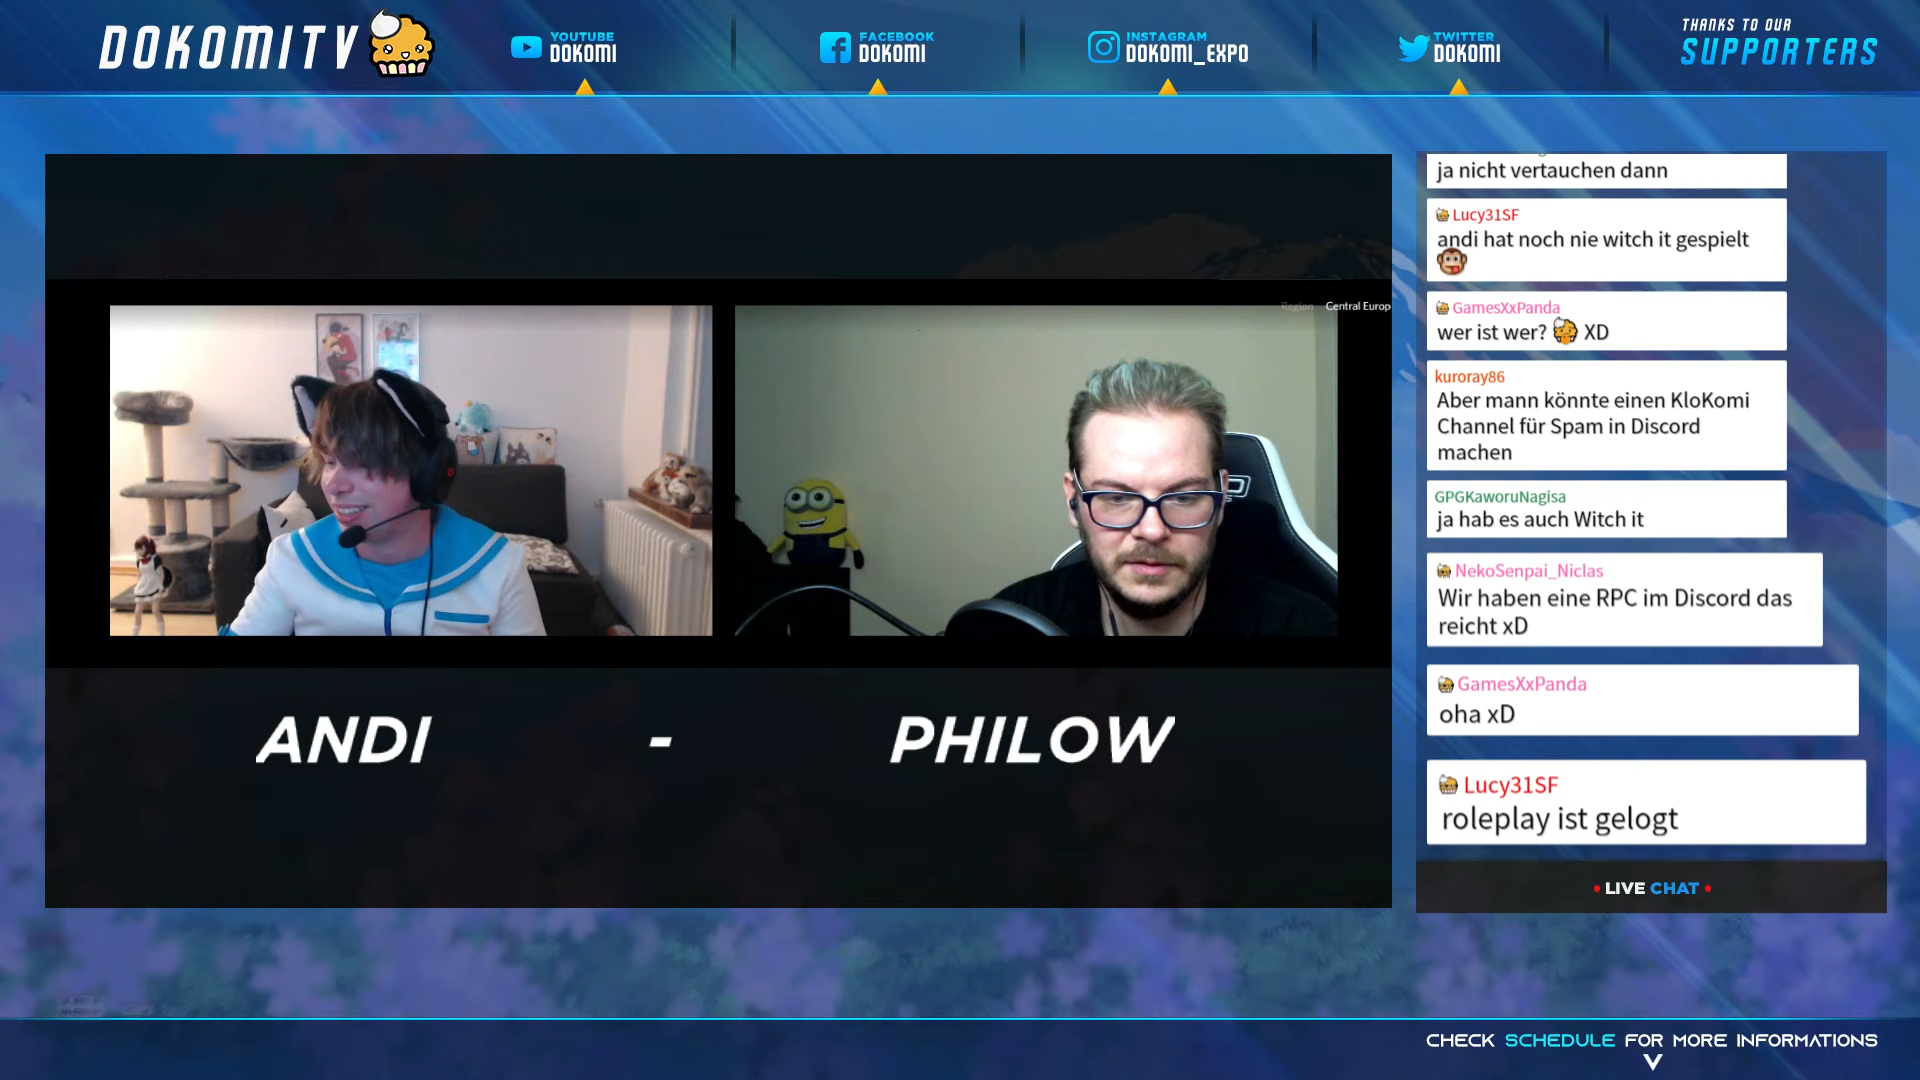 DOKOMITV
YOUTUBE
DOKOMI
FACEBOOK
DOKOMI
INSTAGRAM
DOKOMI_EXPO
TWITTER
DOKOMI
THANKS TO OUR
SUPPORTERS
Region Central Europ
ja nicht vertauchen dann
Lucy31SF
andi hat noch nie witch it gespielt
GamesXxPanda
wer ist wer? XD
kuroray86
Aber mann könnte einen KloKomi
Channel für Spam in Discord
machen
GPGKaworuNagisa
ja hab es auch Witch it
NekoSenpai_Niclas
Wir haben eine RPC im Discord das
reicht xD
GamesXxPanda
oha xD
Lucy31SF
roleplay ist gelogt
• LIVE CHAT •
ANDI - PHILOW
CHECK SCHEDULE FOR MORE INFORMATIONS